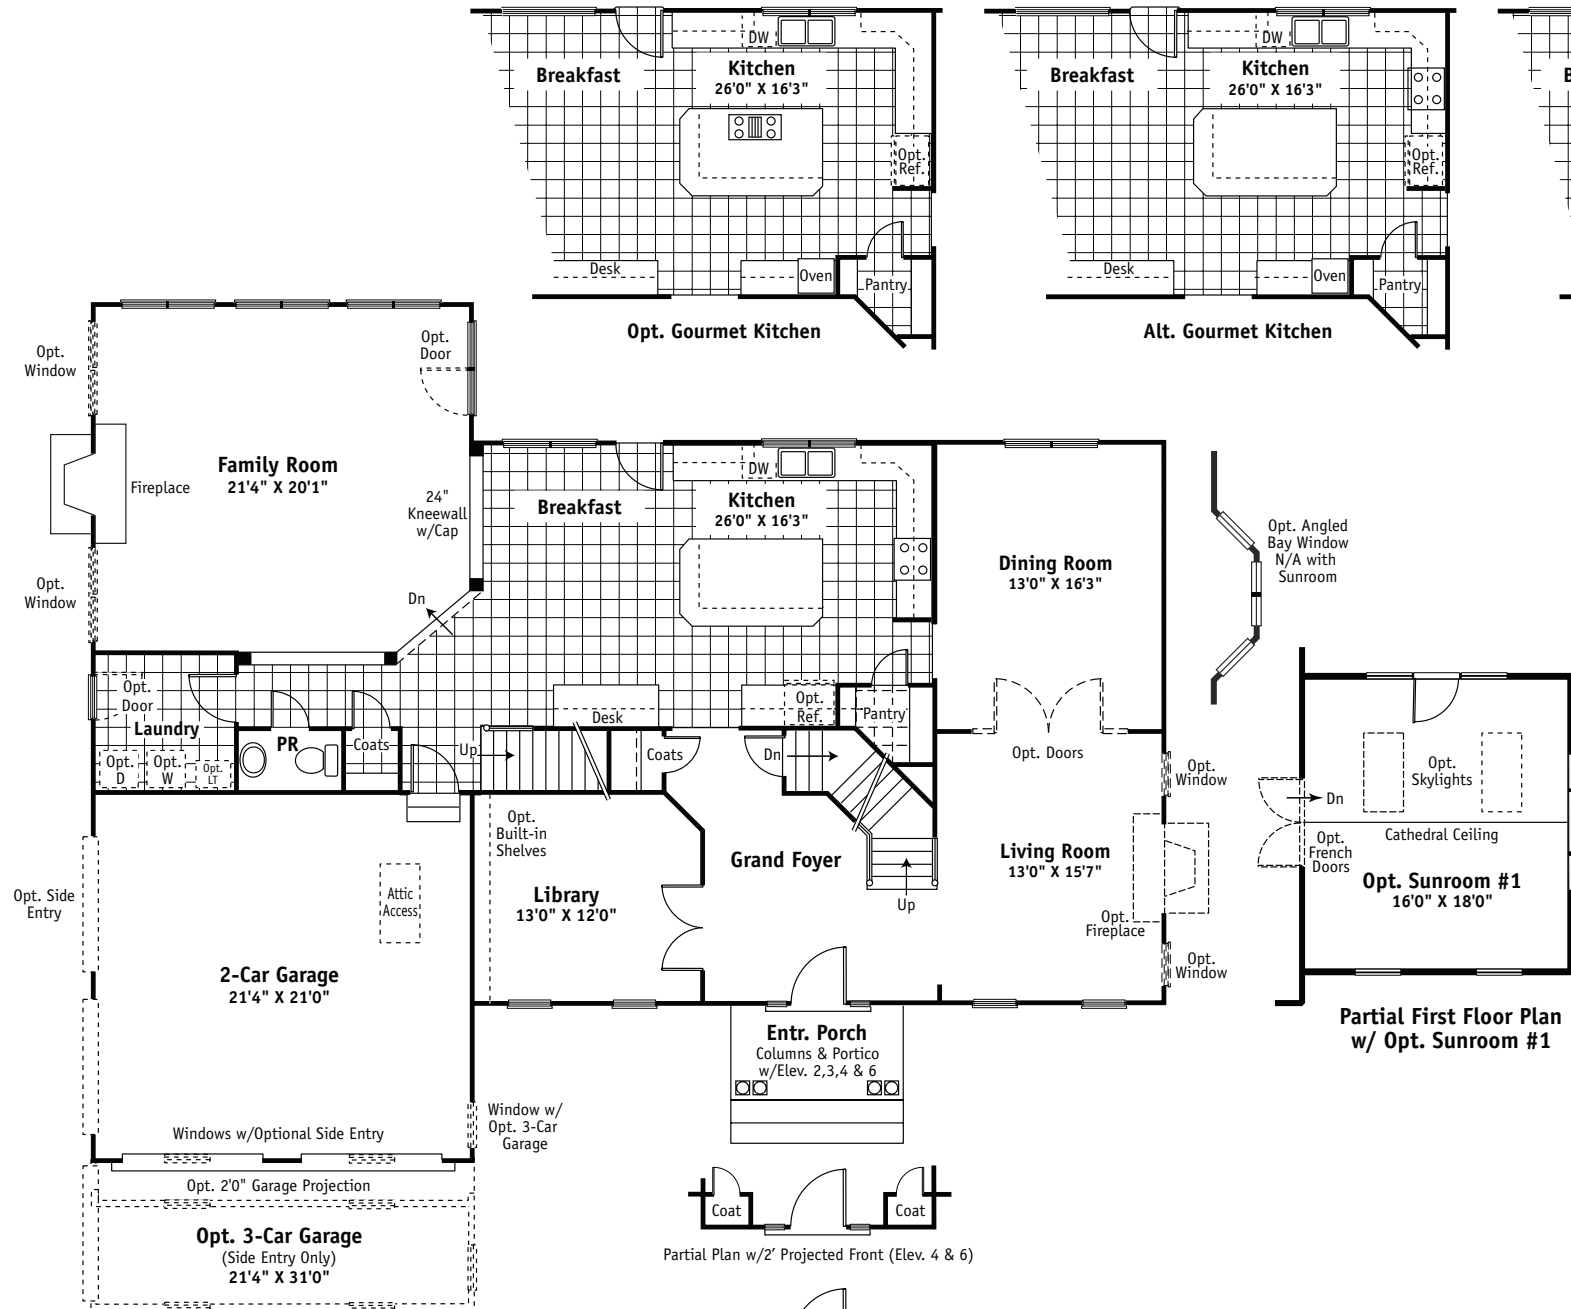 Breakfast
Kitchen
26'0" X 16'3"
DW
Opt.
Ref.
Desk
Oven
Pantry
Opt. Gourmet Kitchen
Breakfast
Kitchen
26'0" X 16'3"
DW
Opt.
Ref.
Desk
Oven
Pantry
Alt. Gourmet Kitchen
B
Opt.
Window
Opt.
Door
Family Room
21'4" X 20'1"
Fireplace
24"
Kneewall
w/Cap
Opt.
Window
Dn
Breakfast
Kitchen
26'0" X 16'3"
DW
Dining Room
13'0" X 16'3"
Opt. Angled
Bay Window
N/A with
Sunroom
Opt.
Door
Laundry
Opt.
D
Opt.
W
Opt.
LT
PR
Coats
Up
Desk
Opt.
Ref.
Pantry
Coats
Dn
Opt. Doors
Opt.
Window
Opt.
Skylights
Dn
Cathedral Ceiling
Opt.
French
Doors
Opt. Sunroom #1
16'0" X 18'0"
Partial First Floor Plan
w/ Opt. Sunroom #1
Opt.
Built-in
Shelves
Library
13'0" X 12'0"
Grand Foyer
Up
Living Room
13'0" X 15'7"
Opt.
Fireplace
Opt.
Window
Opt. Side
Entry
Attic
Access
2-Car Garage
21'4" X 21'0"
Entr. Porch
Columns & Portico
w/Elev. 2,3,4 & 6
Window w/
Opt. 3-Car
Garage
Windows w/Optional Side Entry
Opt. 2'0" Garage Projection
Opt. 3-Car Garage
(Side Entry Only)
21'4" X 31'0"
Coat
Coat
Partial Plan w/2' Projected Front (Elev. 4 & 6)